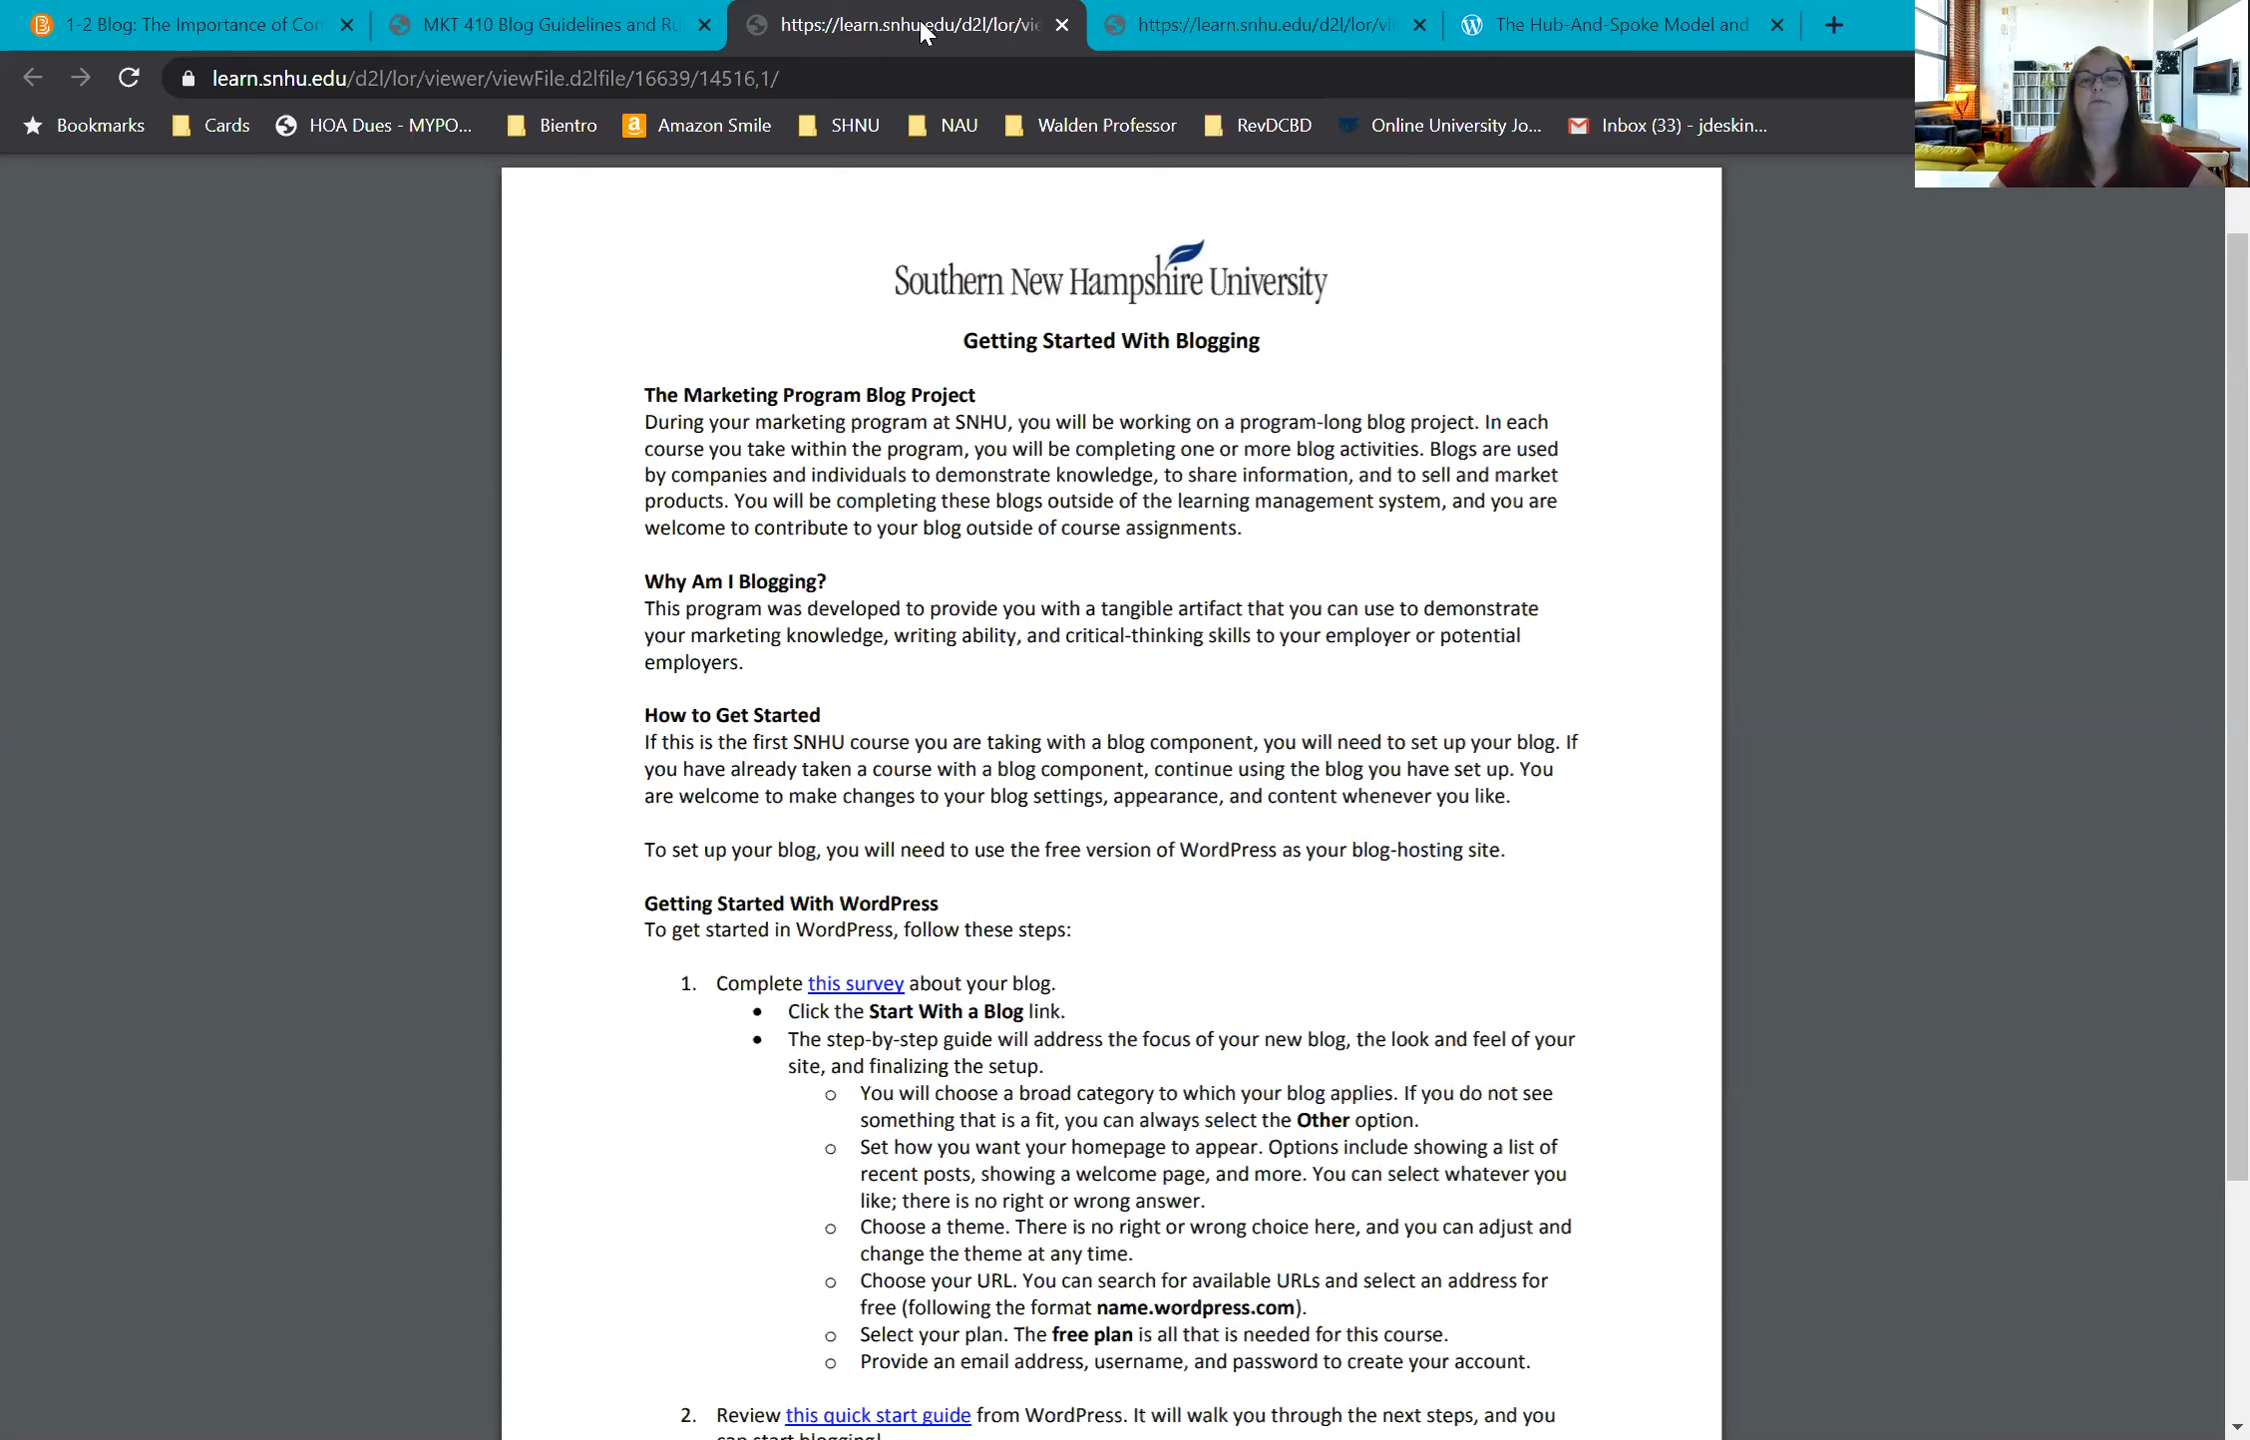 1-2 Blog: The Importance of Cor
MKT 410 Blog Guidelines and Ru
https://learn.snhu.edu/d2l/lor/vie
https://learn.snhu.edu/d2l/lor/vi
The Hub-And-Spoke Model and
learn.snhu.edu/d2l/lor/viewer/viewFile.d2lfile/16639/14516,1/
Bookmarks Cards HOA Dues - MYPO... Bientro Amazon Smile SHNU NAU Walden Professor RevDCBD Online University Jo... Inbox (33) - jdeskin...
Southern New Hampshire University
Getting Started With Blogging
The Marketing Program Blog Project
During your marketing program at SNHU, you will be working on a program-long blog project. In each
course you take within the program, you will be completing one or more blog activities. Blogs are used
by companies and individuals to demonstrate knowledge, to share information, and to sell and market
products. You will be completing these blogs outside of the learning management system, and you are
welcome to contribute to your blog outside of course assignments.
Why Am I Blogging?
This program was developed to provide you with a tangible artifact that you can use to demonstrate
your marketing knowledge, writing ability, and critical-thinking skills to your employer or potential
employers.
How to Get Started
If this is the first SNHU course you are taking with a blog component, you will need to set up your blog. If
you have already taken a course with a blog component, continue using the blog you have set up. You
are welcome to make changes to your blog settings, appearance, and content whenever you like.
To set up your blog, you will need to use the free version of WordPress as your blog-hosting site.
Getting Started With WordPress
To get started in WordPress, follow these steps:
1. Complete this survey about your blog.
• Click the Start With a Blog link.
• The step-by-step guide will address the focus of your new blog, the look and feel of your
site, and finalizing the setup.
o You will choose a broad category to which your blog applies. If you do not see
something that is a fit, you can always select the Other option.
o Set how you want your homepage to appear. Options include showing a list of
recent posts, showing a welcome page, and more. You can select whatever you
like; there is no right or wrong answer.
o Choose a theme. There is no right or wrong choice here, and you can adjust and
change the theme at any time.
o Choose your URL. You can search for available URLs and select an address for
free (following the format name.wordpress.com).
o Select your plan. The free plan is all that is needed for this course.
o Provide an email address, username, and password to create your account.
2. Review this quick start guide from WordPress. It will walk you through the next steps, and you
can start blogging!